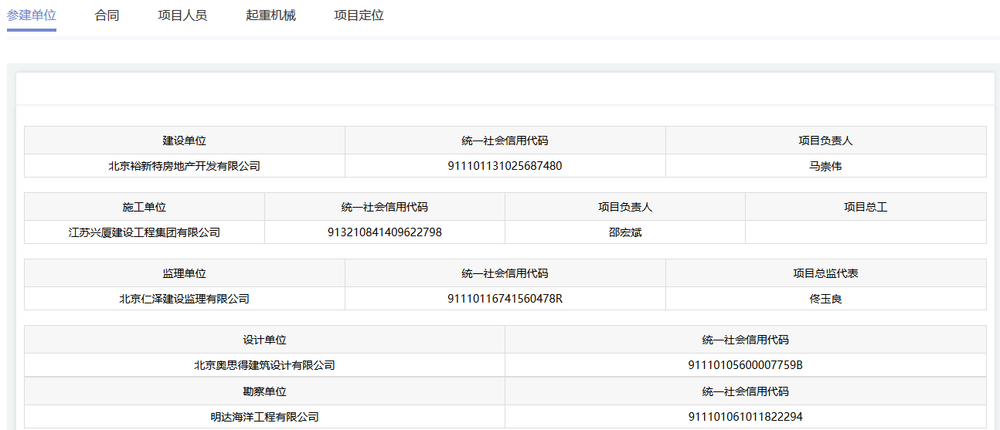 参建单位 合同 项目人员 起重机械 项目定位
建设单位 统一社会信用代码 项目负责人
北京裕新特房地产开发有限公司 911101131025687480 马崇伟
施工单位 统一社会信用代码 项目负责人 项目总工
江苏兴厦建设工程集团有限公司 913210841409622798 邵宏斌
监理单位 统一社会信用代码 项目总监代表
北京仁泽建设监理有限公司 91110116741560478R 佟玉良
设计单位 统一社会信用代码
北京奥思得建筑设计有限公司 91110105600007759B
勘察单位 统一社会信用代码
明达海洋工程有限公司 911101061011822294